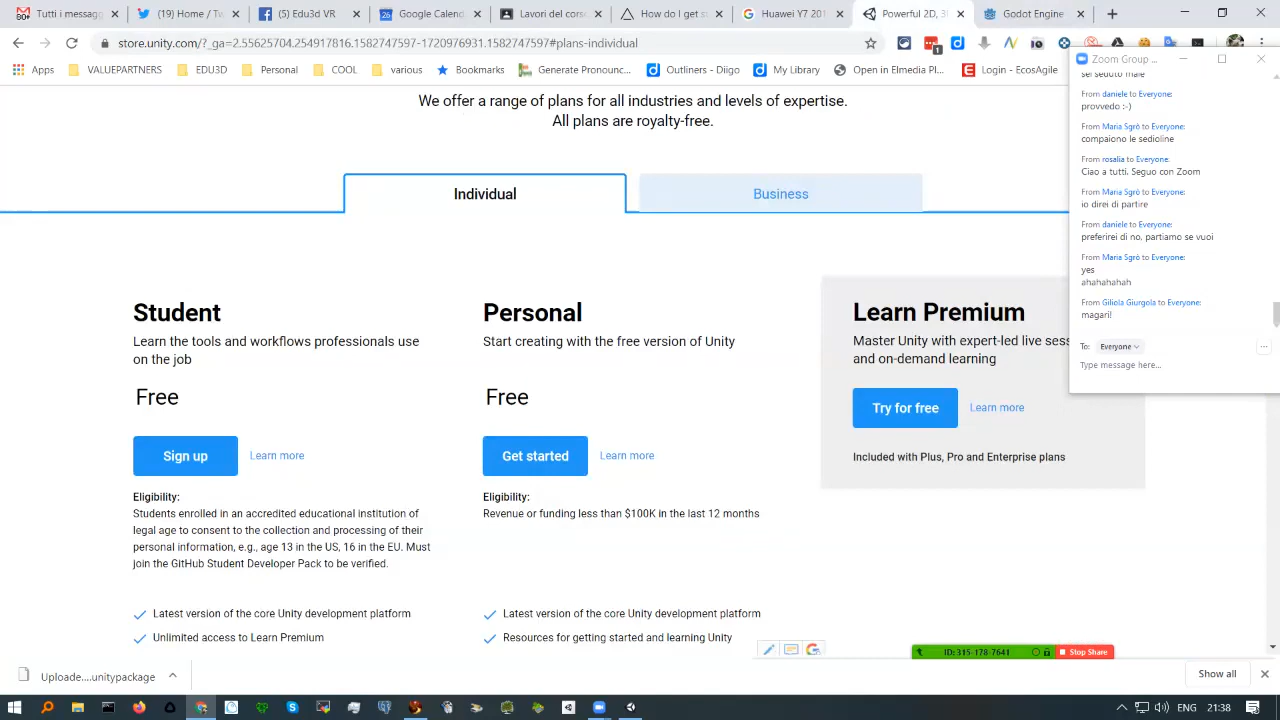 Tutti i messag
(19) Home / Tw
(5) Edu3d VR
Google Calend
Lavori del corse
How do I get s
Huawei Y7 201
Powerful 2D, 3
Godot Engine
store.unity.com/
#plans-individual
Apps
VALUEPARTNERS
EDU3D
Personal
COOL
various
Bookmarks
Generate Pronounc...
Outliners - Diigo
My Library
Open in Elmedia Pl...
Login - EcosAgile
We offer a range of plans for all industries and levels of expertise.
All plans are royalty-free.
Individual
Business
Student
Learn the tools and workflows professionals use
on the job
Free
Sign up
Learn more
Eligibility:
Students enrolled in an accredited educational institution of
legal age to consent to the collection and processing of their
personal information, e.g., age 13 in the US, 16 in the EU. Must
join the GitHub Student Developer Pack to be verified.
Latest version of the core Unity development platform
Unlimited access to Learn Premium
Personal
Start creating with the free version of Unity
Free
Get started
Learn more
Eligibility:
Revenue or funding less than $100K in the last 12 months
Latest version of the core Unity development platform
Resources for getting started and learning Unity
Learn Premium
Master Unity with expert-led live sess
and on-demand learning
Try for free
Learn more
Included with Plus, Pro and Enterprise plans
Zoom Group ...
sei seduto male
From daniele to Everyone:
provvedo :-)
From Maria Sgrò to Everyone:
compaiono le sedioline
From rosalia to Everyone:
Ciao a tutti. Seguo con Zoom
From Maria Sgrò to Everyone:
io direi di partire
From daniele to Everyone:
preferirei di no, partiamo se vuoi
From Maria Sgrò to Everyone:
yes
ahahahahah
From Giliola Giurgola to Everyone:
magari!
To: Everyone
Type message here...
ID: 315-178-7641
Stop Share
Uploade....unitypackage
Show all
ENG
21:38